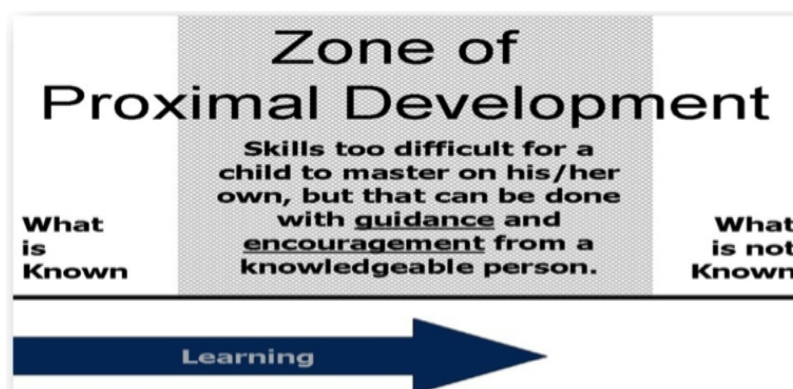 Zone of
Proximal Development
Skills too difficult for a
child to master on his/her
own, but that can be done
with guidance and
encouragement from a
knowledgeable person.
What
is
Known
What
is not
Known
Learning